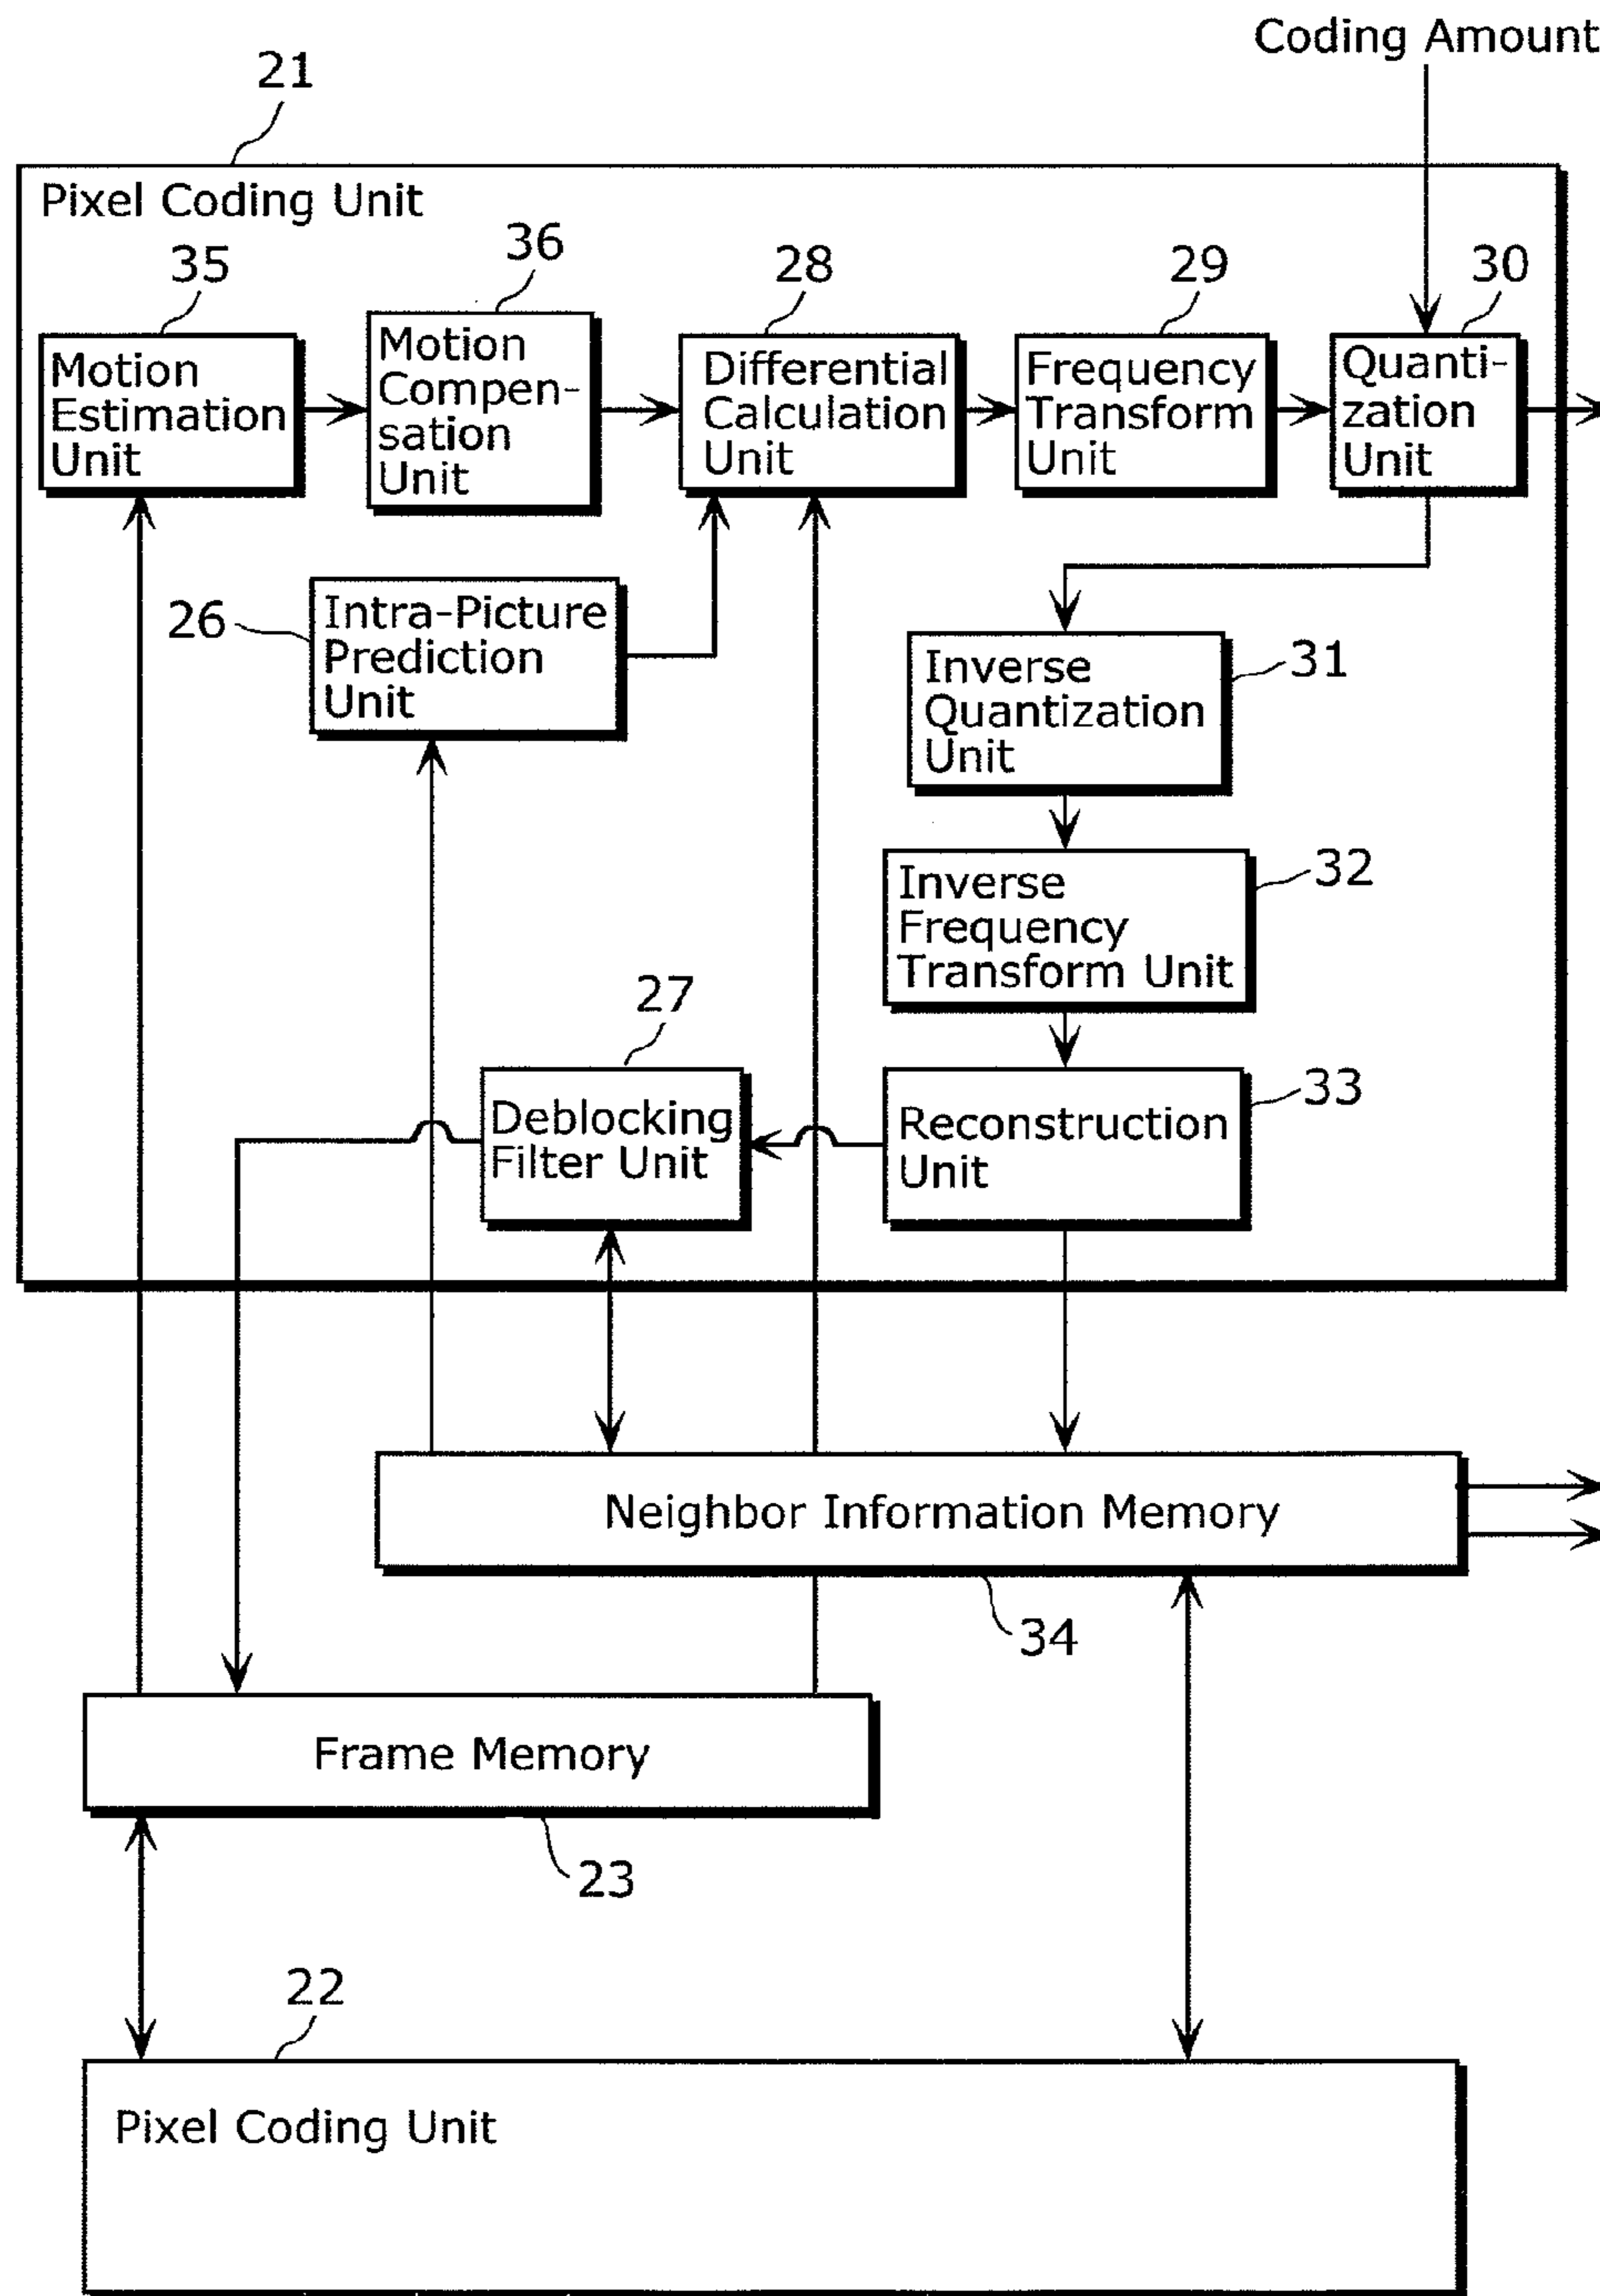 Coding Amount
21
Pixel Coding Unit
35
36
28
29
30
Motion
Estimation
Unit
Motion
Compen-
sation
Unit
Differential
Calculation
Unit
Frequency
Transform
Unit
Quanti-
zation
Unit
26
Intra-Picture
Prediction
Unit
31
Inverse
Quantization
Unit
32
Inverse
Frequency
Transform Unit
27
33
Deblocking
Filter Unit
Reconstruction
Unit
Neighbor Information Memory
34
Frame Memory
23
22
Pixel Coding Unit